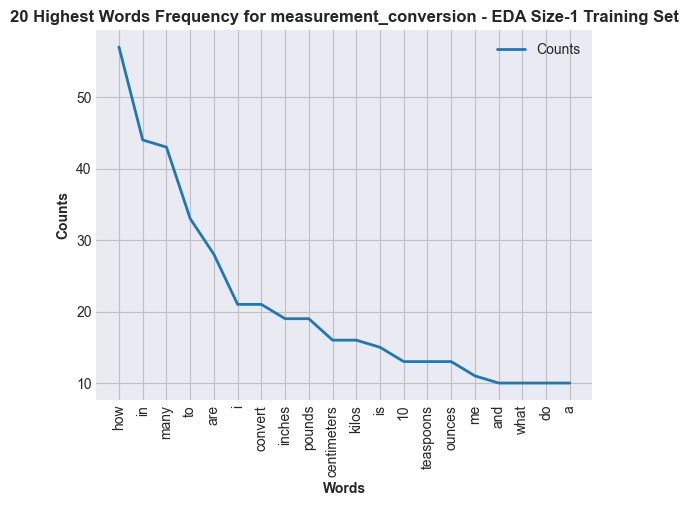 20 Highest Words Frequency for measurement_conversion - EDA Size-1 Training Set
Counts
50
40
30
20
10
Counts
how
in
many
to
are
i
convert
inches
pounds
centimeters
kilos
is
10
teaspoons
ounces
me
and
what
do
a
Words